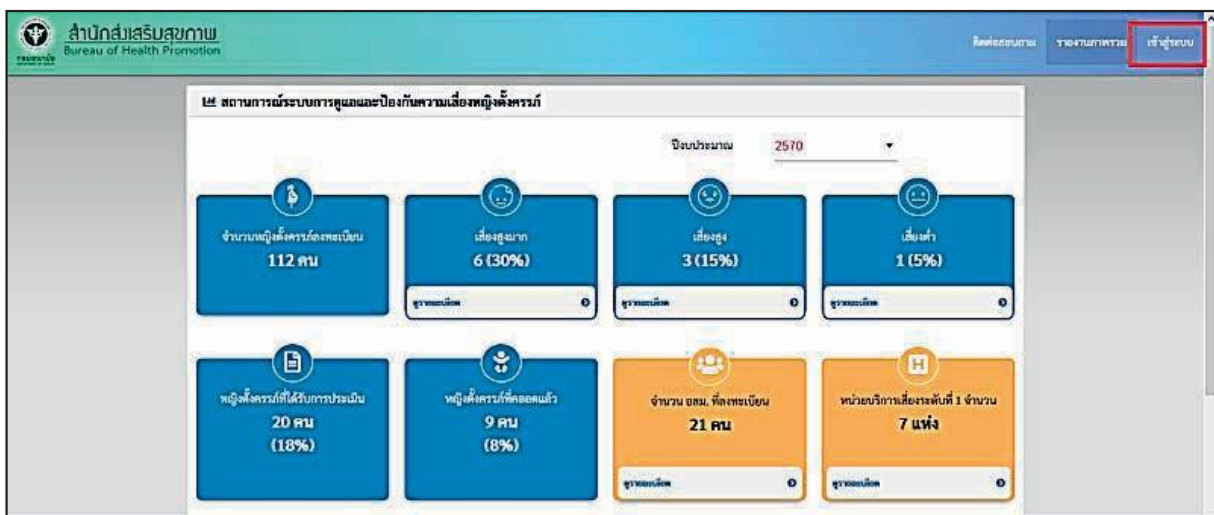 สำนักส่งเสริมสุขภาพ
Bureau of Health Promotion
กรมอนามัย
ติดต่อสอบถาม
รายงานภาพรวม
เข้าสู่ระบบ
สถานการณ์ระบบการดูแลและป้องกันความเสี่ยงหญิงตั้งครรภ์
ปีงบประมาณ 2570
จำนวนหญิงตั้งครรภ์ลงทะเบียน
112 คน
เสี่ยงสูงมาก
6 (30%)
ดูรายละเอียด
เสี่ยงสูง
3 (15%)
ดูรายละเอียด
เสี่ยงต่ำ
1 (5%)
ดูรายละเอียด
หญิงตั้งครรภ์ที่ได้รับการประเมิน
20 คน
(18%)
หญิงตั้งครรภ์ที่คลอดแล้ว
9 คน
(8%)
จำนวน อสม. ที่ลงทะเบียน
21 คน
ดูรายละเอียด
หน่วยบริการเสี่ยงระดับที่ 1 จำนวน
7 แห่ง
ดูรายละเอียด